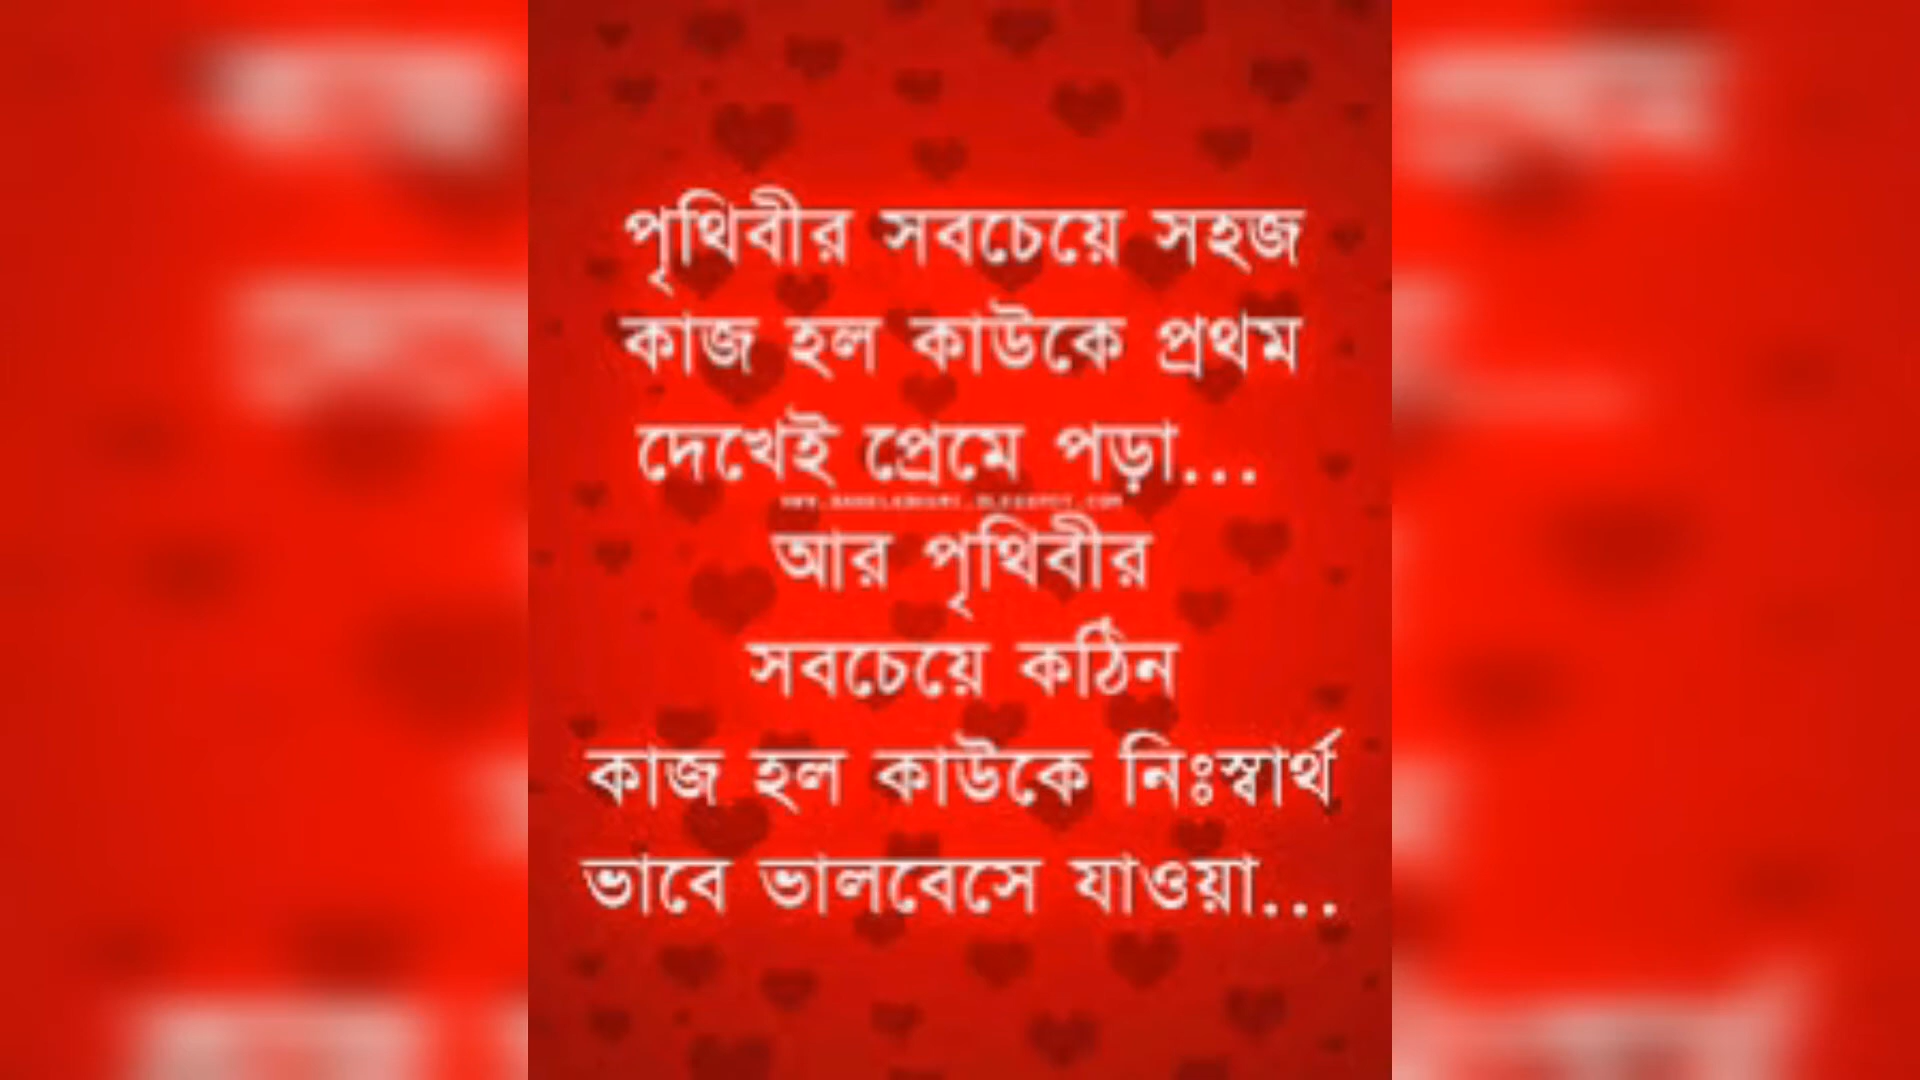 পৃথিবীর সবচেয়ে সহজ
কাজ হল কাউকে প্রথম
দেখেই প্রেমে পড়া...
আর পৃথিবীর
সবচেয়ে কঠিন
কাজ হল কাউকে নিঃস্বার্থ
ভাবে ভালবেসে যাওয়া...